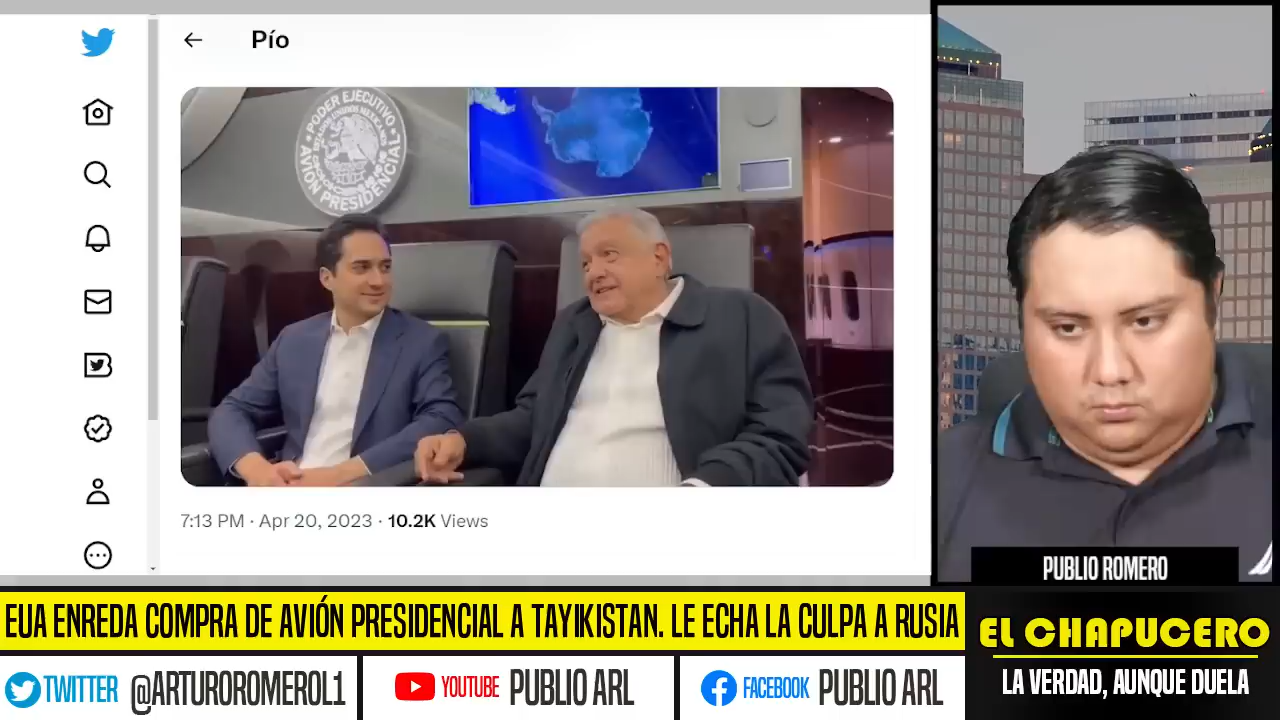 Pío
PODER EJECUTIVO
AVIÓN PRESIDENCIAL
7:13 PM · Apr 20, 2023 · 10.2K Views
PUBLIO ROMERO
EUA ENREDA COMPRA DE AVIÓN PRESIDENCIAL A TAYIKISTAN. LE ECHA LA CULPA A RUSIA
EL CHAPUCERO
LA VERDAD, AUNQUE DUELA
TWITTER @ARTUROROMEROL1
YOUTUBE PUBLIO ARL
FACEBOOK PUBLIO ARL